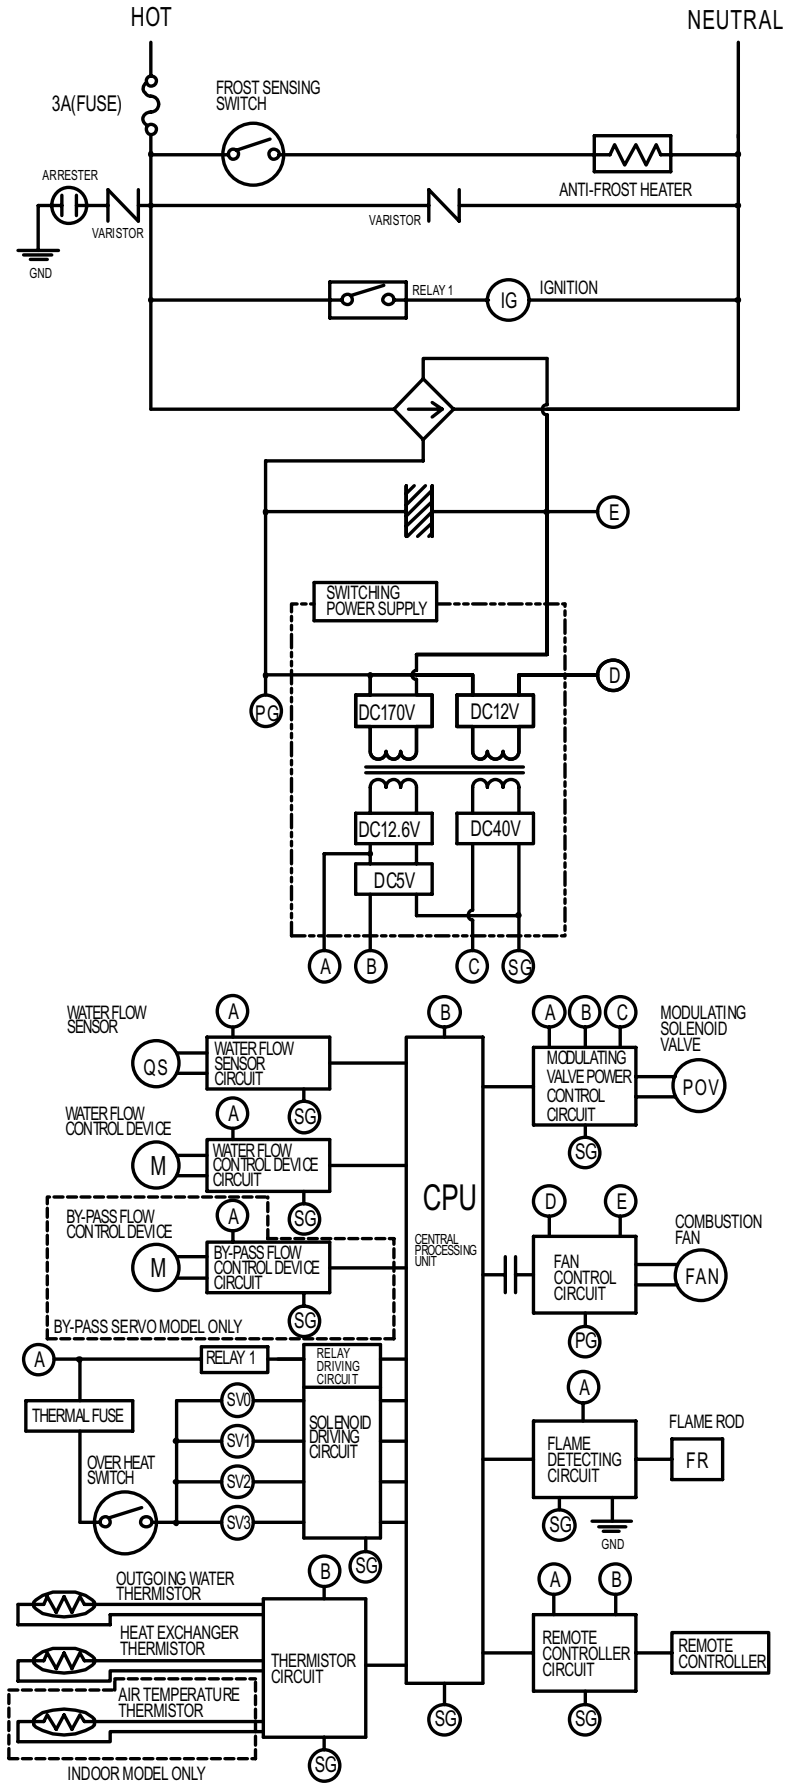 HOT
NEUTRAL
3A(FUSE)
FROST SENSING
SWITCH
ANTI-FROST HEATER
ARRESTER
VARISTOR
GND
VARISTOR
RELAY 1
IG
IGNITION
E
SWITCHING
POWER SUPPLY
D
PG
DC170V
DC12V
DC12.6V
DC40V
DC5V
A
B
C
SG
WATER FLOW
SENSOR
QS
A
WATER FLOW
SENSOR
CIRCUIT
SG
WATER FLOW
CONTROL DEVICE
M
A
WATER FLOW
CONTROL DEVICE
CIRCUIT
SG
BY-PASS FLOW
CONTROL DEVICE
M
A
BY-PASS FLOW
CONTROL DEVICE
CIRCUIT
SG
BY-PASS SERVO MODEL ONLY
A
RELAY 1
RELAY
DRIVING
CIRCUIT
THERMAL FUSE
OVER HEAT
SWITCH
SV0
SV1
SV2
SV3
SOLENOID
DRIVING
CIRCUIT
SG
OUTGOING WATER
THERMISTOR
HEAT EXCHANGER
THERMISTOR
AIR TEMPERATURE
THERMISTOR
INDOOR MODEL ONLY
B
THERMISTOR
CIRCUIT
SG
B
CPU
CENTRAL
PROCESSING
UNIT
SG
A
B
C
MODULATING
SOLENOID
VALVE
MODULATING
VALVE POWER
CONTROL
CIRCUIT
POV
SG
D
E
COMBUSTION
FAN
FAN
CONTROL
CIRCUIT
FAN
PG
A
FLAME
DETECTING
CIRCUIT
FLAME ROD
FR
SG
GND
A
B
REMOTE
CONTROLLER
CIRCUIT
REMOTE
CONTROLLER
SG